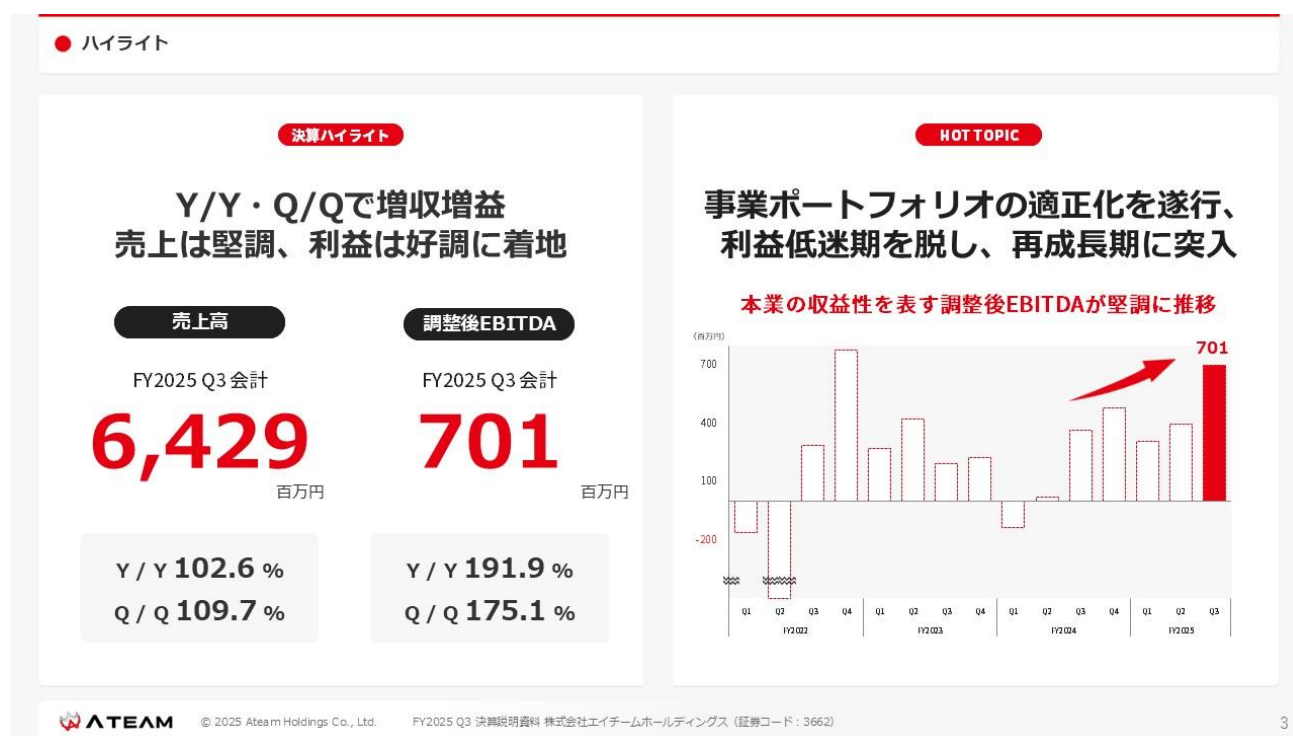 ハイライト
決算ハイライト
Y/Y・Q/Qで増収増益
売上は堅調、利益は好調に着地
売上高
FY2025 Q3 会計
6,429
百万円
Y / Y 102.6 %
Q / Q 109.7 %
調整後EBITDA
FY2025 Q3 会計
701
百万円
Y / Y 191.9 %
Q / Q 175.1 %
HOT TOPIC
事業ポートフォリオの適正化を遂行、
利益低迷期を脱し、再成長期に突入
本業の収益性を表す調整後EBITDAが堅調に推移
(百万円)
701
700
400
100
-200
Q1 Q2 Q3 Q4 Q1 Q2 Q3 Q4 Q1 Q2 Q3 Q4 Q1 Q2 Q3
FY2022 FY2023 FY2024 FY2025
ATEAM © 2025 Ateam Holdings Co., Ltd. FY2025 Q3 決算説明資料 株式会社エイチームホールディングス（証券コード：3662） 3